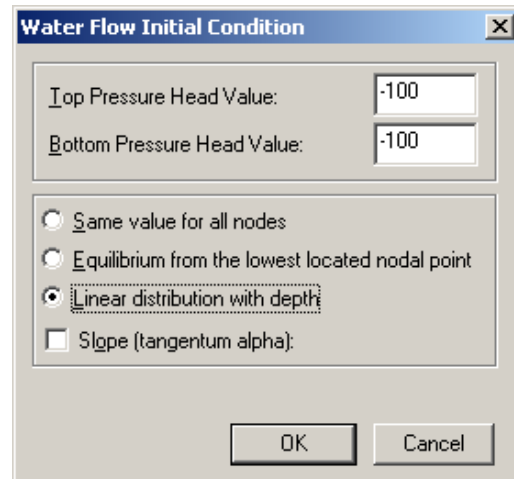 Water Flow Initial Condition
Top Pressure Head Value: -100
Bottom Pressure Head Value: -100
Same value for all nodes
Equilibrium from the lowest located nodal point
Linear distribution with depth
Slope (tangentum alpha):
OK Cancel